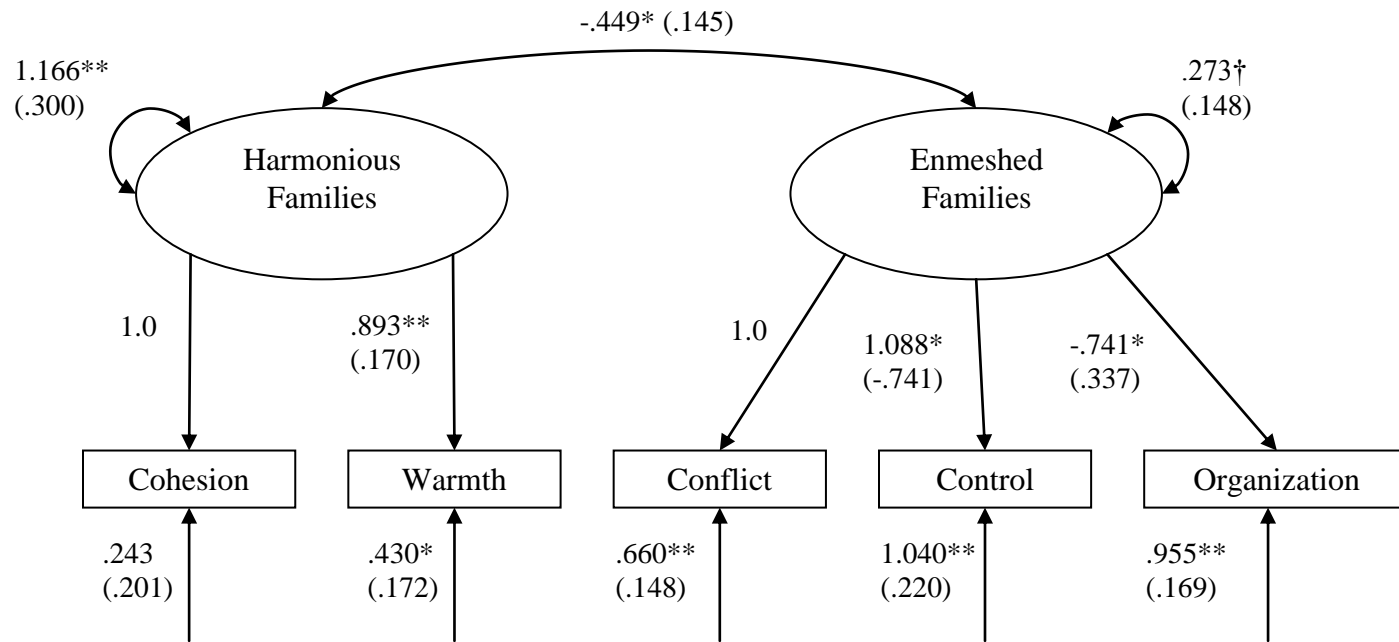 -.449* (.145)
1.166**
(.300)
.273†
(.148)
Harmonious
Families
Enmeshed
Families
1.0
.893**
(.170)
1.0
1.088*
(-.741)
-.741*
(.337)
Cohesion
Warmth
Conflict
Control
Organization
.243
(.201)
.430*
(.172)
.660**
(.148)
1.040**
(.220)
.955**
(.169)